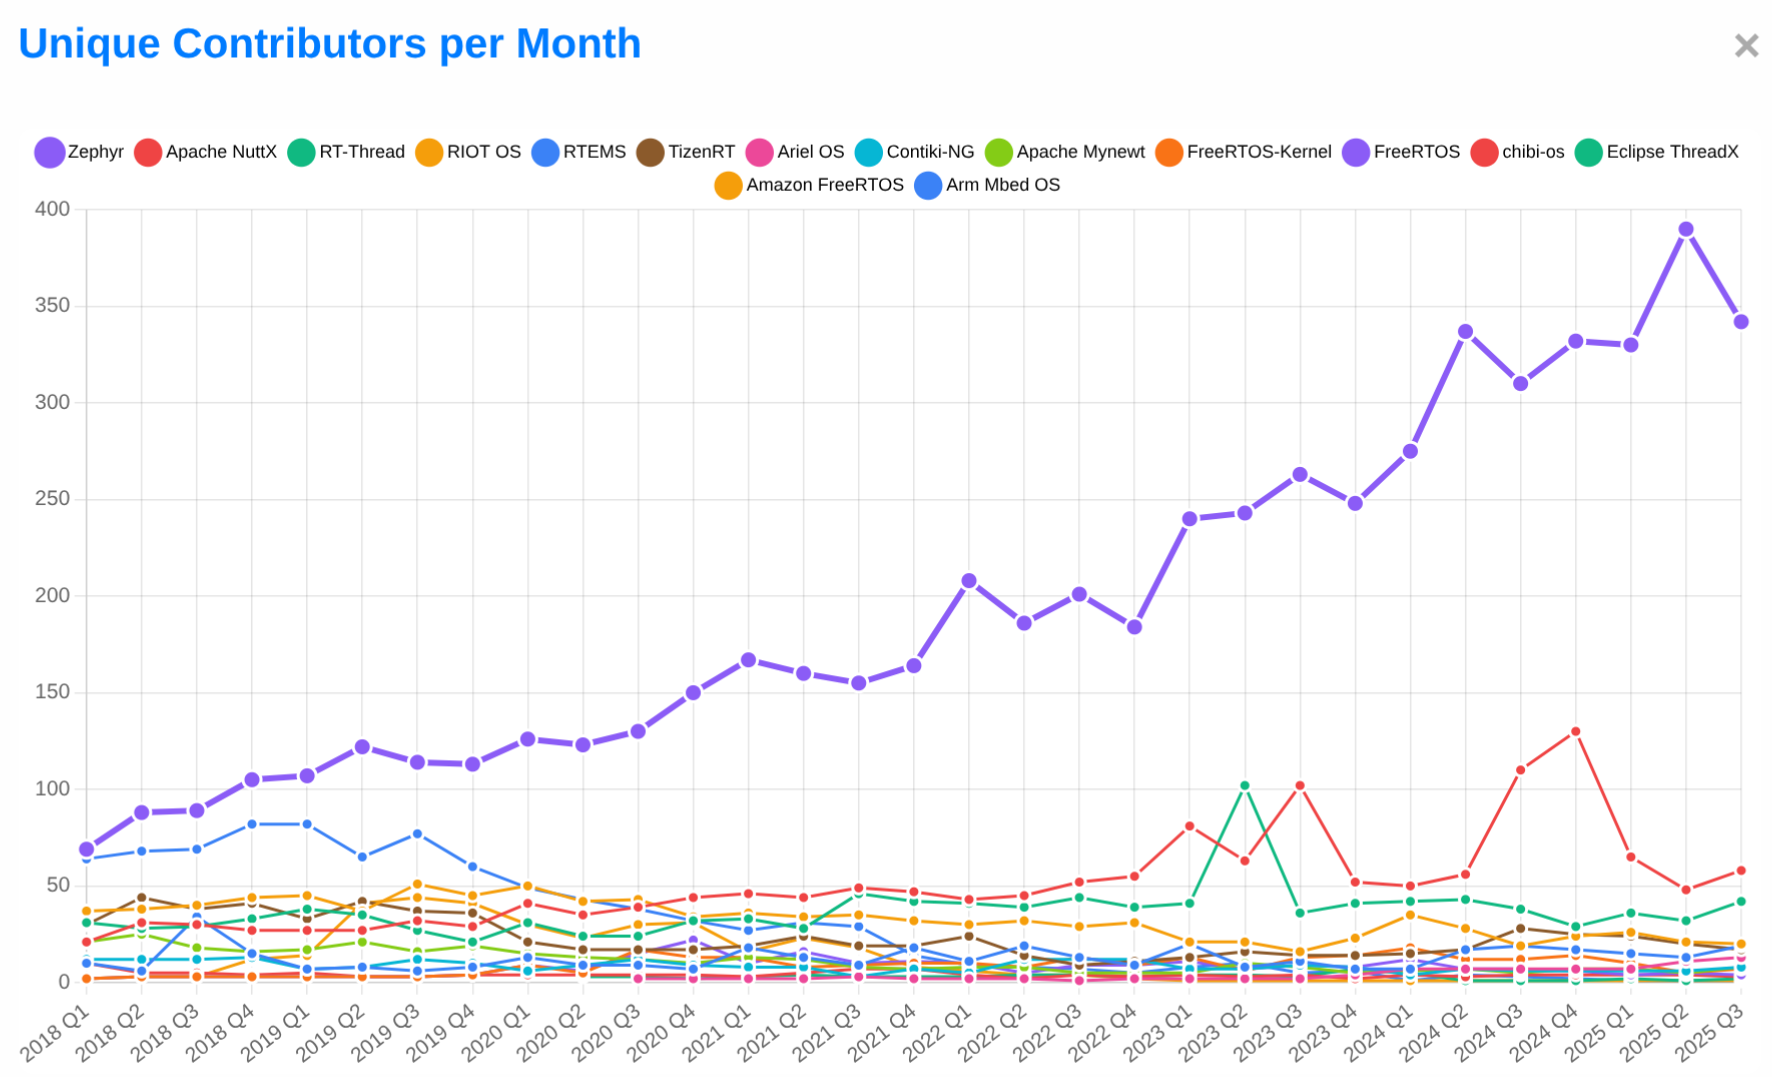 Unique Contributors per Month
×
Zephyr Apache NuttX RT-Thread RIOT OS RTEMS TizenRT Ariel OS Contiki-NG Apache Mynewt FreeRTOS-Kernel FreeRTOS chibi-os Eclipse ThreadX
Amazon FreeRTOS Arm Mbed OS
400
350
300
250
200
150
100
50
0
2018 Q1
2018 Q2
2018 Q3
2018 Q4
2019 Q1
2019 Q2
2019 Q3
2019 Q4
2020 Q1
2020 Q2
2020 Q3
2020 Q4
2021 Q1
2021 Q2
2021 Q3
2021 Q4
2022 Q1
2022 Q2
2022 Q3
2022 Q4
2023 Q1
2023 Q2
2023 Q3
2023 Q4
2024 Q1
2024 Q2
2024 Q3
2024 Q4
2025 Q1
2025 Q2
2025 Q3